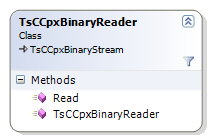 TsCCpxBinaryReader
Class
TsCCpxBinaryStream
Methods
Read
TsCCpxBinaryReader